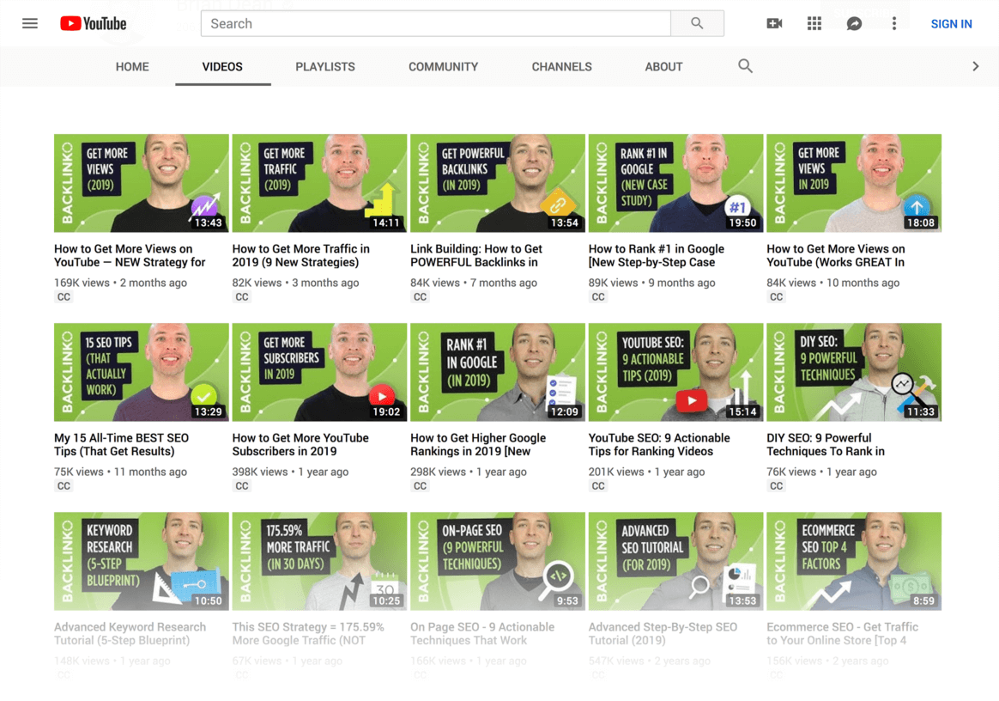 Brian Dean
YouTube
Search
SIGN IN
HOME
VIDEOS
PLAYLISTS
COMMUNITY
CHANNELS
ABOUT
BACKLINKO
GET MORE
VIEWS
(2019)
13:43
How to Get More Views on
YouTube — NEW Strategy for
169K views • 2 months ago
CC
BACKLINKO
GET MORE
TRAFFIC
(2019)
14:11
How to Get More Traffic in
2019 (9 New Strategies)
82K views • 3 months ago
CC
BACKLINKO
GET POWERFUL
BACKLINKS
(IN 2019)
13:54
Link Building: How to Get
POWERFUL Backlinks in
84K views • 7 months ago
CC
BACKLINKO
RANK #1 IN
GOOGLE
(NEW CASE
STUDY)
#1
19:50
How to Rank #1 in Google
[New Step-by-Step Case
89K views • 9 months ago
CC
BACKLINKO
GET MORE
VIEWS
IN 2019
18:08
How to Get More Views on
YouTube (Works GREAT In
84K views • 10 months ago
CC
BACKLINKO
15 SEO TIPS
(THAT
ACTUALLY
WORK)
13:29
My 15 All-Time BEST SEO
Tips (That Get Results)
75K views • 11 months ago
CC
BACKLINKO
GET MORE
SUBSCRIBERS
IN 2019
19:02
How to Get More YouTube
Subscribers in 2019
398K views • 1 year ago
CC
BACKLINKO
RANK #1
IN GOOGLE
(IN 2019)
12:09
How to Get Higher Google
Rankings in 2019 [New
298K views • 1 year ago
CC
BACKLINKO
YOUTUBE SEO:
9 ACTIONABLE
TIPS (2019)
15:14
YouTube SEO: 9 Actionable
Tips for Ranking Videos
201K views • 1 year ago
CC
BACKLINKO
DIY SEO:
9 POWERFUL
TECHNIQUES
11:33
DIY SEO: 9 Powerful
Techniques To Rank in
76K views • 1 year ago
CC
BACKLINKO
KEYWORD
RESEARCH
(5-STEP
BLUEPRINT)
10:50
Advanced Keyword Research
Tutorial (5-Step Blueprint)
148K views • 1 year ago
CC
BACKLINKO
175.59%
MORE TRAFFIC
(IN 30 DAYS)
30
10:25
This SEO Strategy = 175.59%
More Google Traffic (NOT
67K views • 1 year ago
CC
BACKLINKO
ON-PAGE SEO
(9 POWERFUL
TECHNIQUES)
</>
9:53
On Page SEO - 9 Actionable
Techniques That Work
166K views • 1 year ago
CC
BACKLINKO
ADVANCED
SEO TUTORIAL
(FOR 2019)
13:53
Advanced Step-By-Step SEO
Tutorial (2019)
547K views • 2 years ago
CC
BACKLINKO
ECOMMERCE
SEO TOP 4
FACTORS
8:59
Ecommerce SEO - Get Traffic
to Your Online Store [Top 4
156K views • 2 years ago
CC